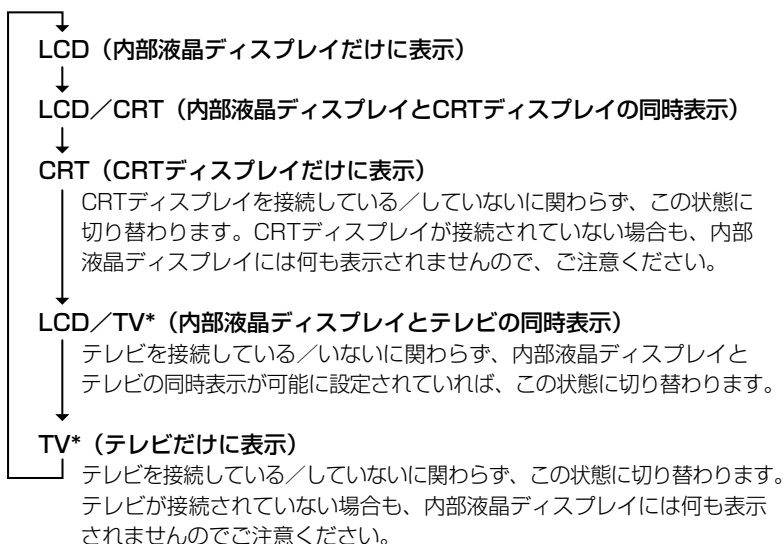 LCD（内部液晶ディスプレイだけに表示）
LCD／CRT（内部液晶ディスプレイとCRTディスプレイの同時表示）
CRT（CRTディスプレイだけに表示）
CRTディスプレイを接続している／していないに関わらず、この状態に
切り替わります。CRTディスプレイが接続されていない場合も、内部
液晶ディスプレイには何も表示されませんので、ご注意ください。
LCD／TV*（内部液晶ディスプレイとテレビの同時表示）
テレビを接続している／いないに関わらず、内部液晶ディスプレイと
テレビの同時表示が可能に設定されていれば、この状態に切り替わります。
TV*（テレビだけに表示）
テレビを接続している／していないに関わらず、この状態に切り替わります。
テレビが接続されていない場合も、内部液晶ディスプレイには何も表示
されませんのでご注意ください。